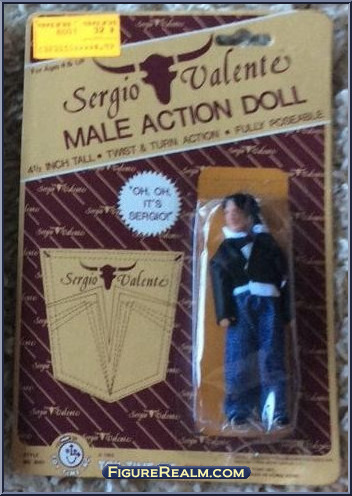 For Ages 4 & UP
Sergio Valente
MALE ACTION DOLL
4½ INCH TALL • TWIST & TURN ACTION • FULLY POSEABLE
"OH, OH,
IT'S
SERGIO!"
Sergio Valente
STYLE
FIGUREREALM.COM